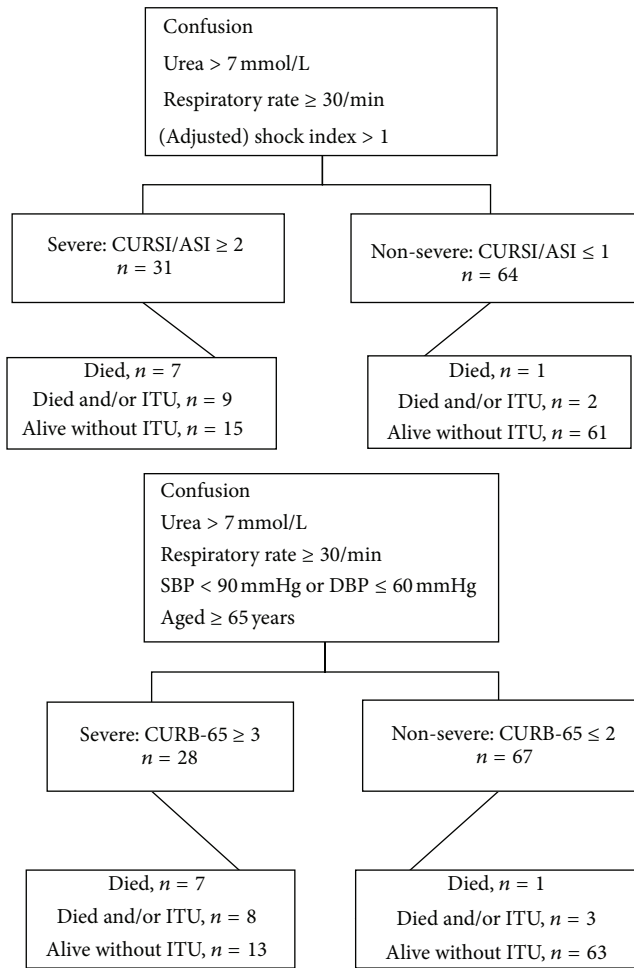 Confusion
Urea > 7 mmol/L
Respiratory rate ≥ 30/min
(Adjusted) shock index > 1
Severe: CURSI/ASI ≥ 2
n = 31
Non-severe: CURSI/ASI ≤ 1
n = 64
Died, n = 7
Died and/or ITU, n = 9
Alive without ITU, n = 15
Died, n = 1
Died and/or ITU, n = 2
Alive without ITU, n = 61
Confusion
Urea > 7 mmol/L
Respiratory rate ≥ 30/min
SBP < 90 mmHg or DBP ≤ 60 mmHg
Aged ≥ 65 years
Severe: CURB-65 ≥ 3
n = 28
Non-severe: CURB-65 ≤ 2
n = 67
Died, n = 7
Died and/or ITU, n = 8
Alive without ITU, n = 13
Died, n = 1
Died and/or ITU, n = 3
Alive without ITU, n = 63